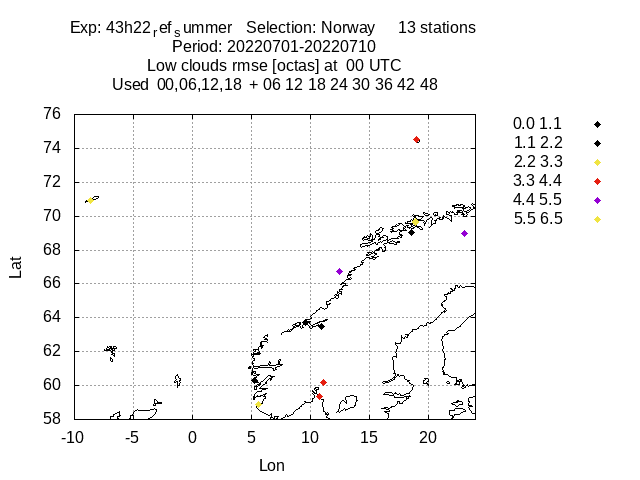 Exp: 43h22refsummer   Selection: Norway     13 stations
Period: 20220701-20220710
Low clouds rmse [octas] at  00 UTC
Used  00,06,12,18  + 06 12 18 24 30 36 42 48
76
74
72
70
68
66
64
62
60
58
-10 -5 0 5 10 15 20
Lat
Lon
0.0 1.1
1.1 2.2
2.2 3.3
3.3 4.4
4.4 5.5
5.5 6.5